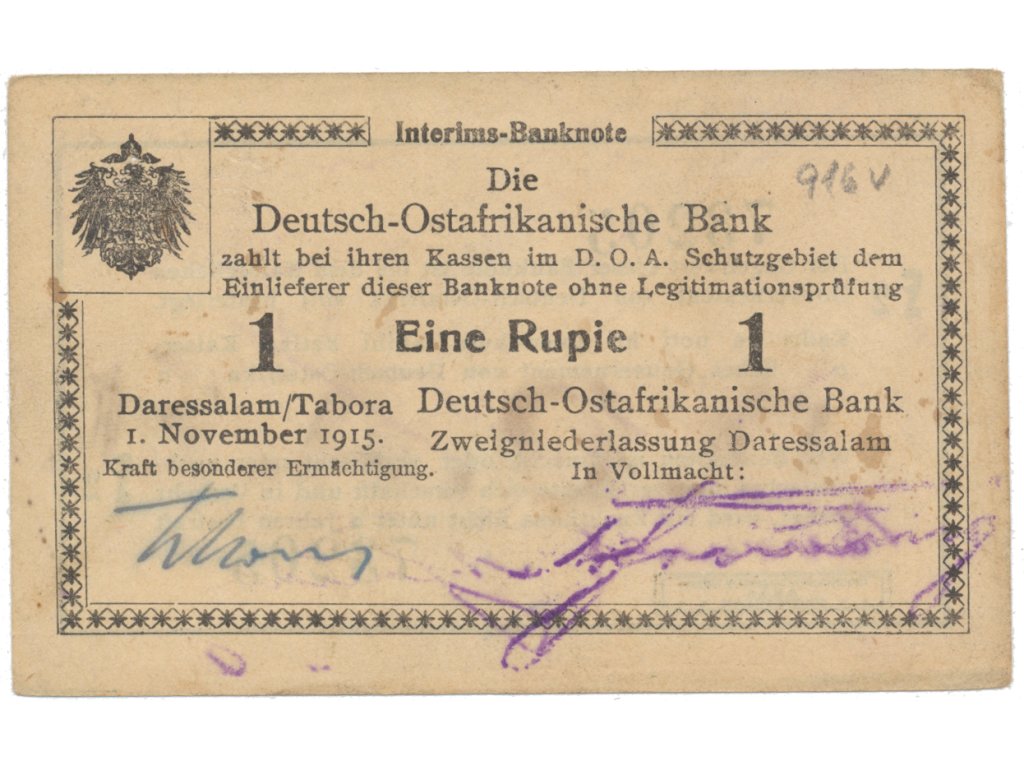 Interims-Banknote
916 v
Die
Deutsch-Ostafrikanische Bank
zahlt bei ihren Kassen im D. O. A. Schutzgebiet dem
Einlieferer dieser Banknote ohne Legitimationsprüfung
1 Eine Rupie 1
Daressalam/Tabora
1. November 1915.
Kraft besonderer Ermächtigung.
Deutsch-Ostafrikanische Bank
Zweigniederlassung Daressalam
In Vollmacht: